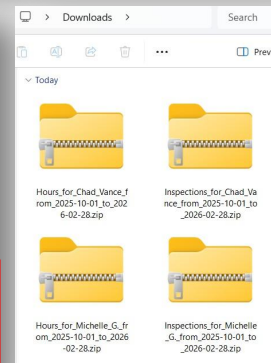 Downloads
Search
Prev
Today
Hours_for_Chad_Vance_f
rom_2025-10-01_to_202
6-02-28.zip
Inspections_for_Chad_Va
nce_from_2025-10-01_to
_2026-02-28.zip
Hours_for_Michelle_G._fr
om_2025-10-01_to_2026
-02-28.zip
Inspections_for_Michelle
_G._from_2025-10-01_to
_2026-02-28.zip